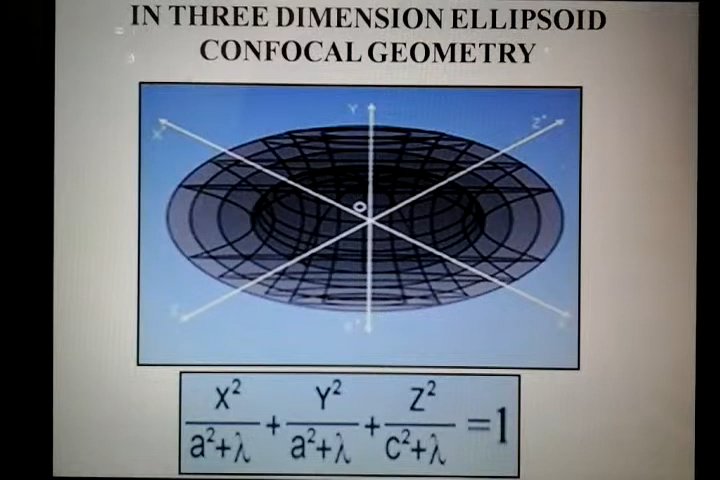 IN THREE DIMENSION ELLIPSOID
CONFOCAL GEOMETRY
Y
Z'
X'
O
X²/(a²+λ) + Y²/(a²+λ) + Z²/(c²+λ) = 1